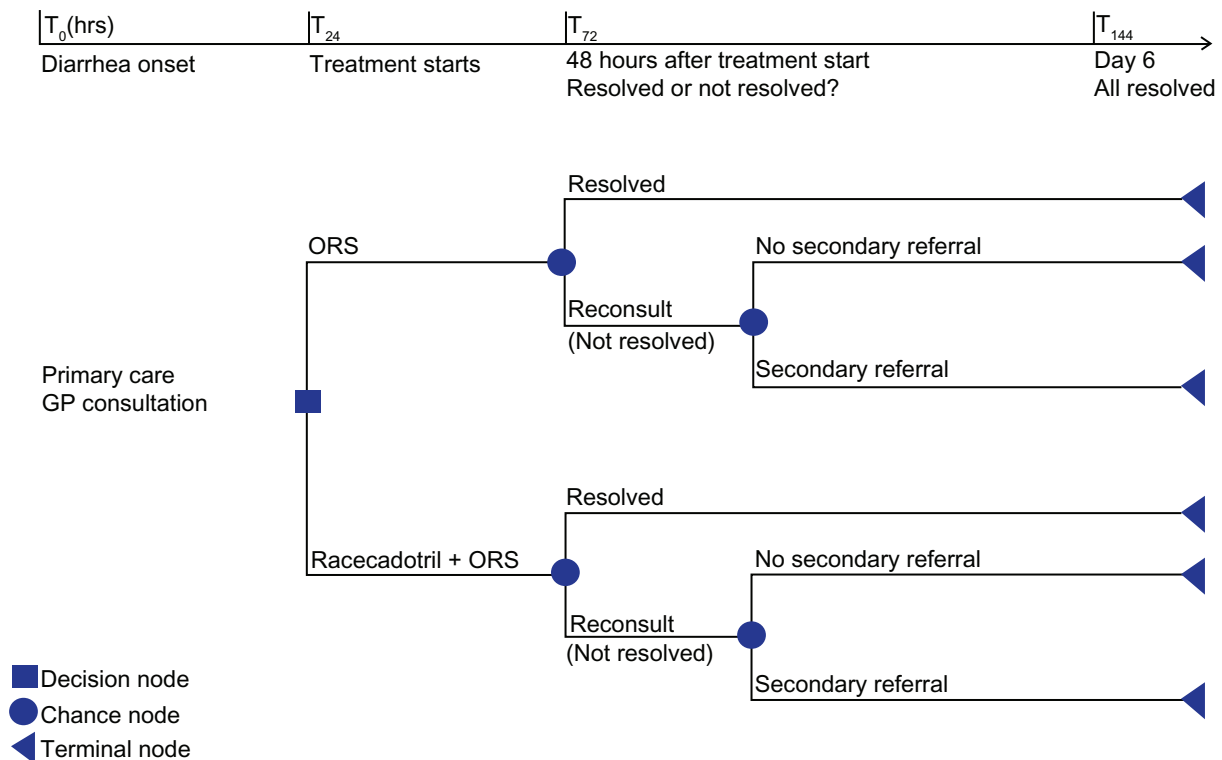 T0(hrs)
T24
T72
T144
Diarrhea onset
Treatment starts
48 hours after treatment start
Resolved or not resolved?
Day 6
All resolved
Resolved
ORS
No secondary referral
Reconsult
(Not resolved)
Secondary referral
Primary care
GP consultation
Resolved
Racecadotril + ORS
No secondary referral
Reconsult
(Not resolved)
Secondary referral
Decision node
Chance node
Terminal node